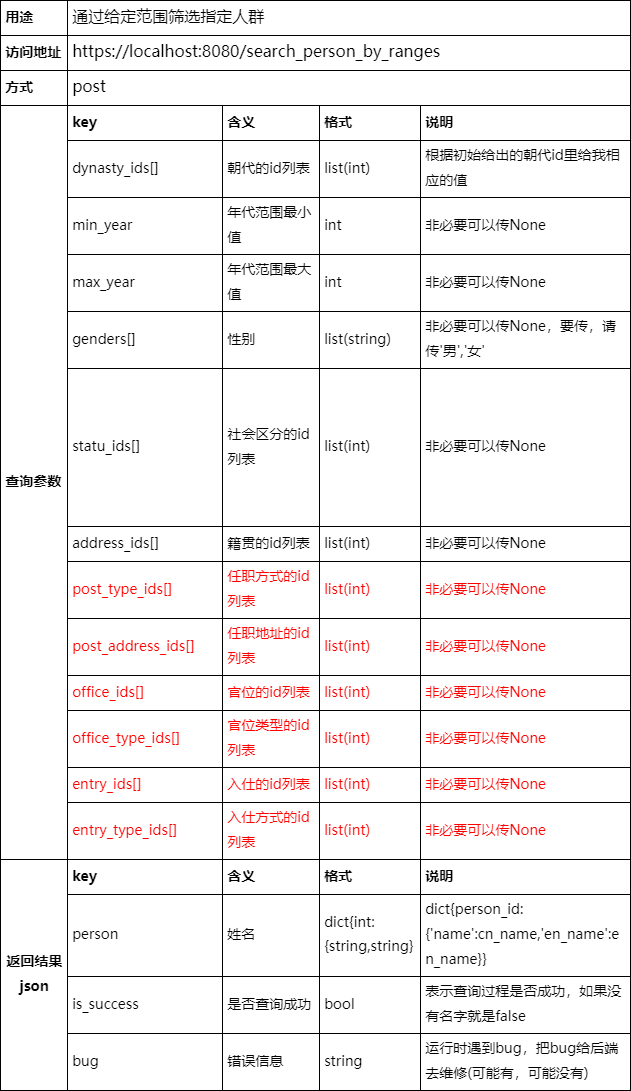 用途 通过给定范围筛选指定人群
访问地址 https://localhost:8080/search_person_by_ranges
方式 post
查询参数
key 含义 格式 说明
dynasty_ids[] 朝代的id列表 list(int) 根据初始给出的朝代id里给我相
应的值
min_year 年代范围最小
值 int 非必要可以传None
max_year 年代范围最大
值 int 非必要可以传None
genders[] 性别 list(string) 非必要可以传None，要传，请
传'男','女'
statu_ids[] 社会区分的id
列表 list(int) 非必要可以传None
address_ids[] 籍贯的id列表 list(int) 非必要可以传None
post_type_ids[] 任职方式的id
列表 list(int) 非必要可以传None
post_address_ids[] 任职地址的id
列表 list(int) 非必要可以传None
office_ids[] 官位的id列表 list(int) 非必要可以传None
office_type_ids[] 官位类型的id
列表 list(int) 非必要可以传None
entry_ids[] 入仕的id列表 list(int) 非必要可以传None
entry_type_ids[] 入仕方式的id
列表 list(int) 非必要可以传None
返回结果
json
key 含义 格式 说明
person 姓名 dict{int:
{string,string} dict{person_id:
{'name':cn_name,'en_name':e
n_name}}
is_success 是否查询成功 bool 表示查询过程是否成功，如果没
有名字就是false
bug 错误信息 string 运行时遇到bug，把bug给后端
去维修(可能有，可能没有)